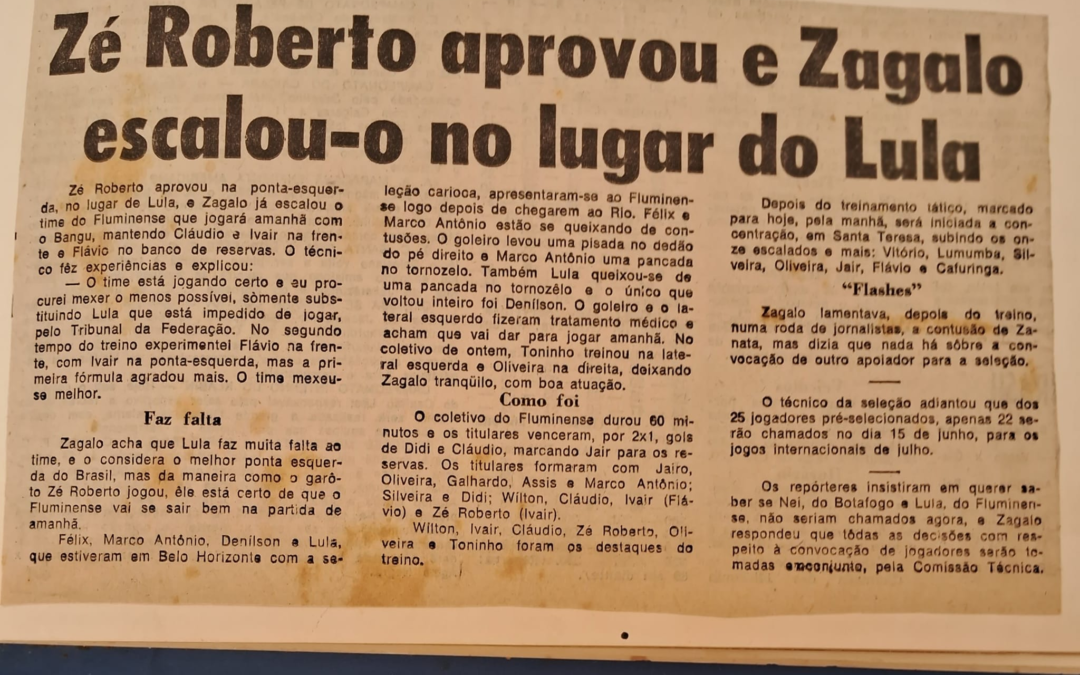 Zé Roberto aprovou e Zagalo
escalou-o no lugar do Lula
Zé Roberto aprovou na ponta-esquer-
da, no lugar de Lula, e Zagalo já escalou o
time do Fluminense que jogará amanhã com
o Bangu, mantendo Cláudio e Ivair na fren-
te e Flávio no banco de reservas. O técni-
co fêz experiências e explicou:
— O time está jogando certo e eu pro-
curei mexer o menos possível, sòmente subs-
tituindo Lula que está impedido de jogar,
pelo Tribunal da Federação. No segundo
tempo do treino experimentei Flávio na fren-
te, com Ivair na ponta-esquerda, mas a pri-
meira fórmula agradou mais. O time mexeu-
se melhor.
Faz falta
Zagalo acha que Lula faz muita falta ao
time, e o considera o melhor ponta esquer-
da do Brasil, mas da maneira como o garô-
to Zé Roberto jogou, êle está certo de que o
Fluminense vai se sair bem na partida de
amanhã.
Félix, Marco Antônio, Denílson e Lula,
que estiveram em Belo Horizonte com a se-
leção carioca, apresentaram-se ao Fluminen-
se logo depois de chegarem ao Rio. Félix e
Marco Antônio estão se queixando de con-
tusões. O goleiro levou uma pisada no dedão
do pé direito e Marco Antônio uma pancada
no tornozelo. Também Lula queixou-se de
uma pancada no tornozêlo e o único que
voltou inteiro foi Denílson. O goleiro e o la-
teral esquerdo fizeram tratamento médico e
acham que vai dar para jogar amanhã. No
coletivo de ontem, Toninho treinou na late-
ral esquerda e Oliveira na direita, deixando
Zagalo tranqüilo, com boa atuação.
Como foi
O coletivo do Fluminense durou 60 mi-
nutos e os titulares venceram, por 2x1, gols
de Didi e Cláudio, marcando Jair para os re-
servas. Os titulares formaram com Jairo,
Oliveira, Galhardo, Assis e Marco Antônio;
Silveira e Didi; Wilton, Cláudio, Ivair (Flá-
vio) e Zé Roberto (Ivair).
Wilton, Ivair, Cláudio, Zé Roberto, Oli-
veira e Toninho foram os destaques do
treino.
Depois do treinamento tático, marcado
para hoje, pela manhã, será iniciada a con-
centração, em Santa Teresa, subindo os on-
ze escalados e mais: Vitório, Lumumba, Sil-
veira, Oliveira, Jair, Flávio e Cafuringa.
“Flashes”
Zagalo lamentava, depois do treino,
numa roda de jornalistas, a contusão de Za-
nata, mas dizia que nada há sôbre a con-
vocação de outro apoiador para a seleção.
O técnico da seleção adiantou que dos
25 jogadores pré-selecionados, apenas 22 se-
rão chamados no dia 15 de junho, para os
jogos internacionais de julho.
Os repórteres insistiram em querer sa-
ber se Nei, do Botafogo e Lula, do Fluminen-
se, não seriam chamados agora, e Zagalo
respondeu que tôdas as decisões com res-
peito à convocação de jogadores serão to-
madas emconjunto, pela Comissão Técnica.